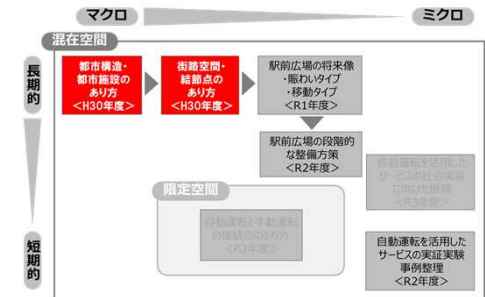 マクロ
ミクロ
混在空間
長期的
短期的
都市構造・
都市施設の
あり方
<H30年度>
街路空間・
結節点の
あり方
<H30年度>
駅前広場の将来像
・賑わいタイプ
・移動タイプ
<R1年度>
駅前広場の段階的
な整備方策
<R2年度>
自動運転を活用した
サービスの社会実装
に向けた展開
<R3年度>
限定空間
自動運転と手動運転
の接続点のあり方
<R3年度>
自動運転を活用した
サービスの実証実験
事例整理
<R2年度>